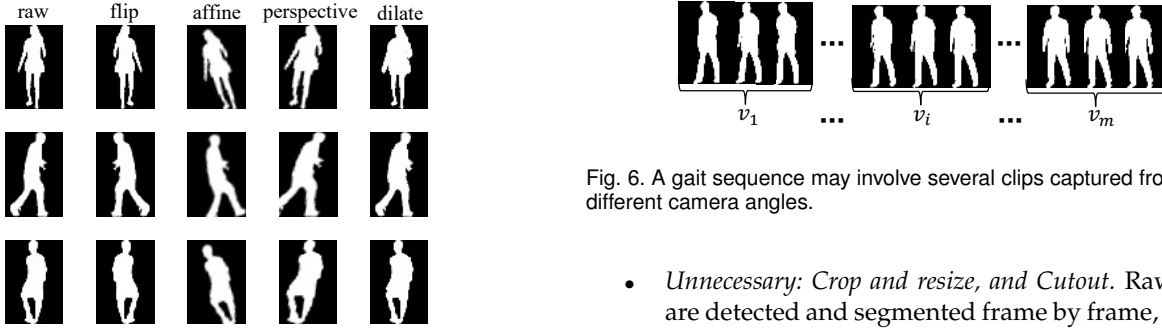 raw flip affine perspective dilate
... ...
v₁ ... vᵢ ... vₘ
Fig. 6. A gait sequence may involve several clips captured fro
different camera angles.
• Unnecessary: Crop and resize, and Cutout. Raw
are detected and segmented frame by frame,